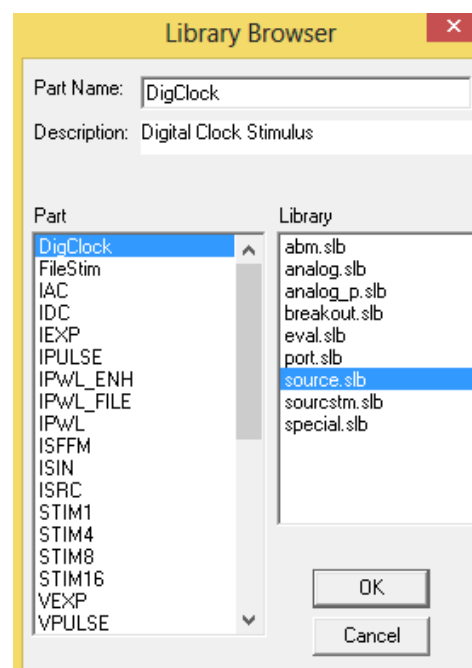 Library Browser
Part Name: DigClock
Description: Digital Clock Stimulus
Part
DigClock
FileStim
IAC
IDC
IEXP
IPULSE
IPWL_ENH
IPWL_FILE
IPWL
ISFFM
ISIN
ISRC
STIM1
STIM4
STIM8
STIM16
VEXP
VPULSE
Library
abm.slb
analog.slb
analog_p.slb
breakout.slb
eval.slb
port.slb
source.slb
sourcstm.slb
special.slb
OK
Cancel